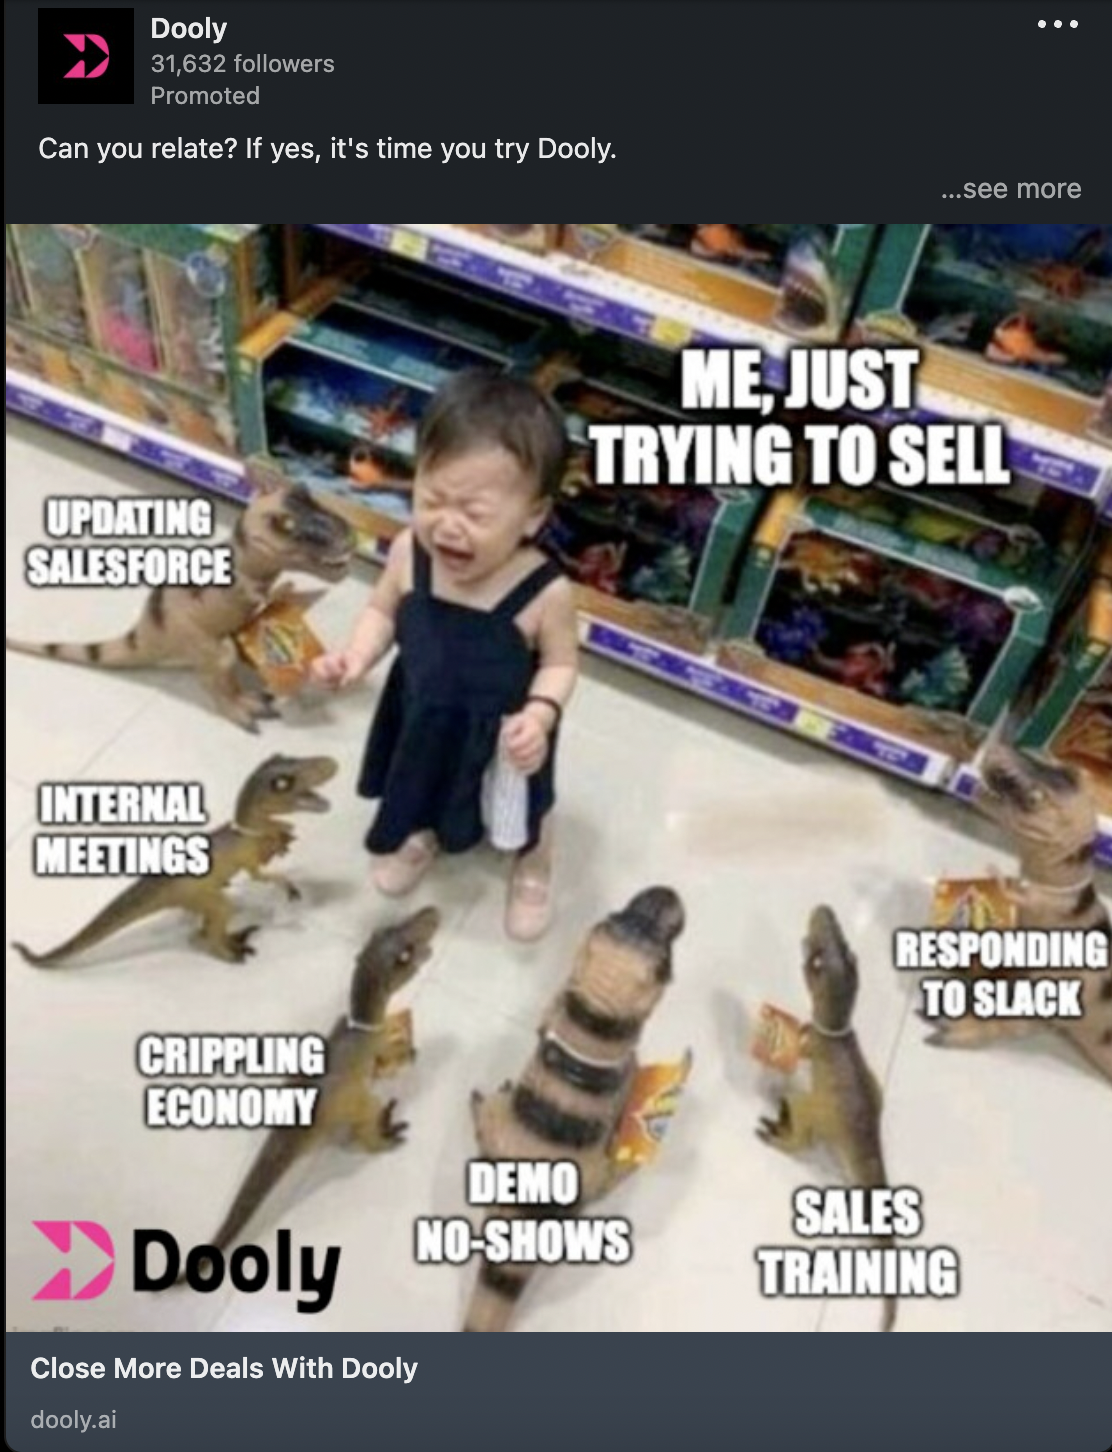 Dooly
31,632 followers
Promoted
Can you relate? If yes, it's time you try Dooly.
...see more
ME, JUST
TRYING TO SELL
UPDATING
SALESFORCE
INTERNAL
MEETINGS
RESPONDING
TO SLACK
CRIPPLING
ECONOMY
DEMO
NO-SHOWS
SALES
TRAINING
Dooly
Close More Deals With Dooly
dooly.ai